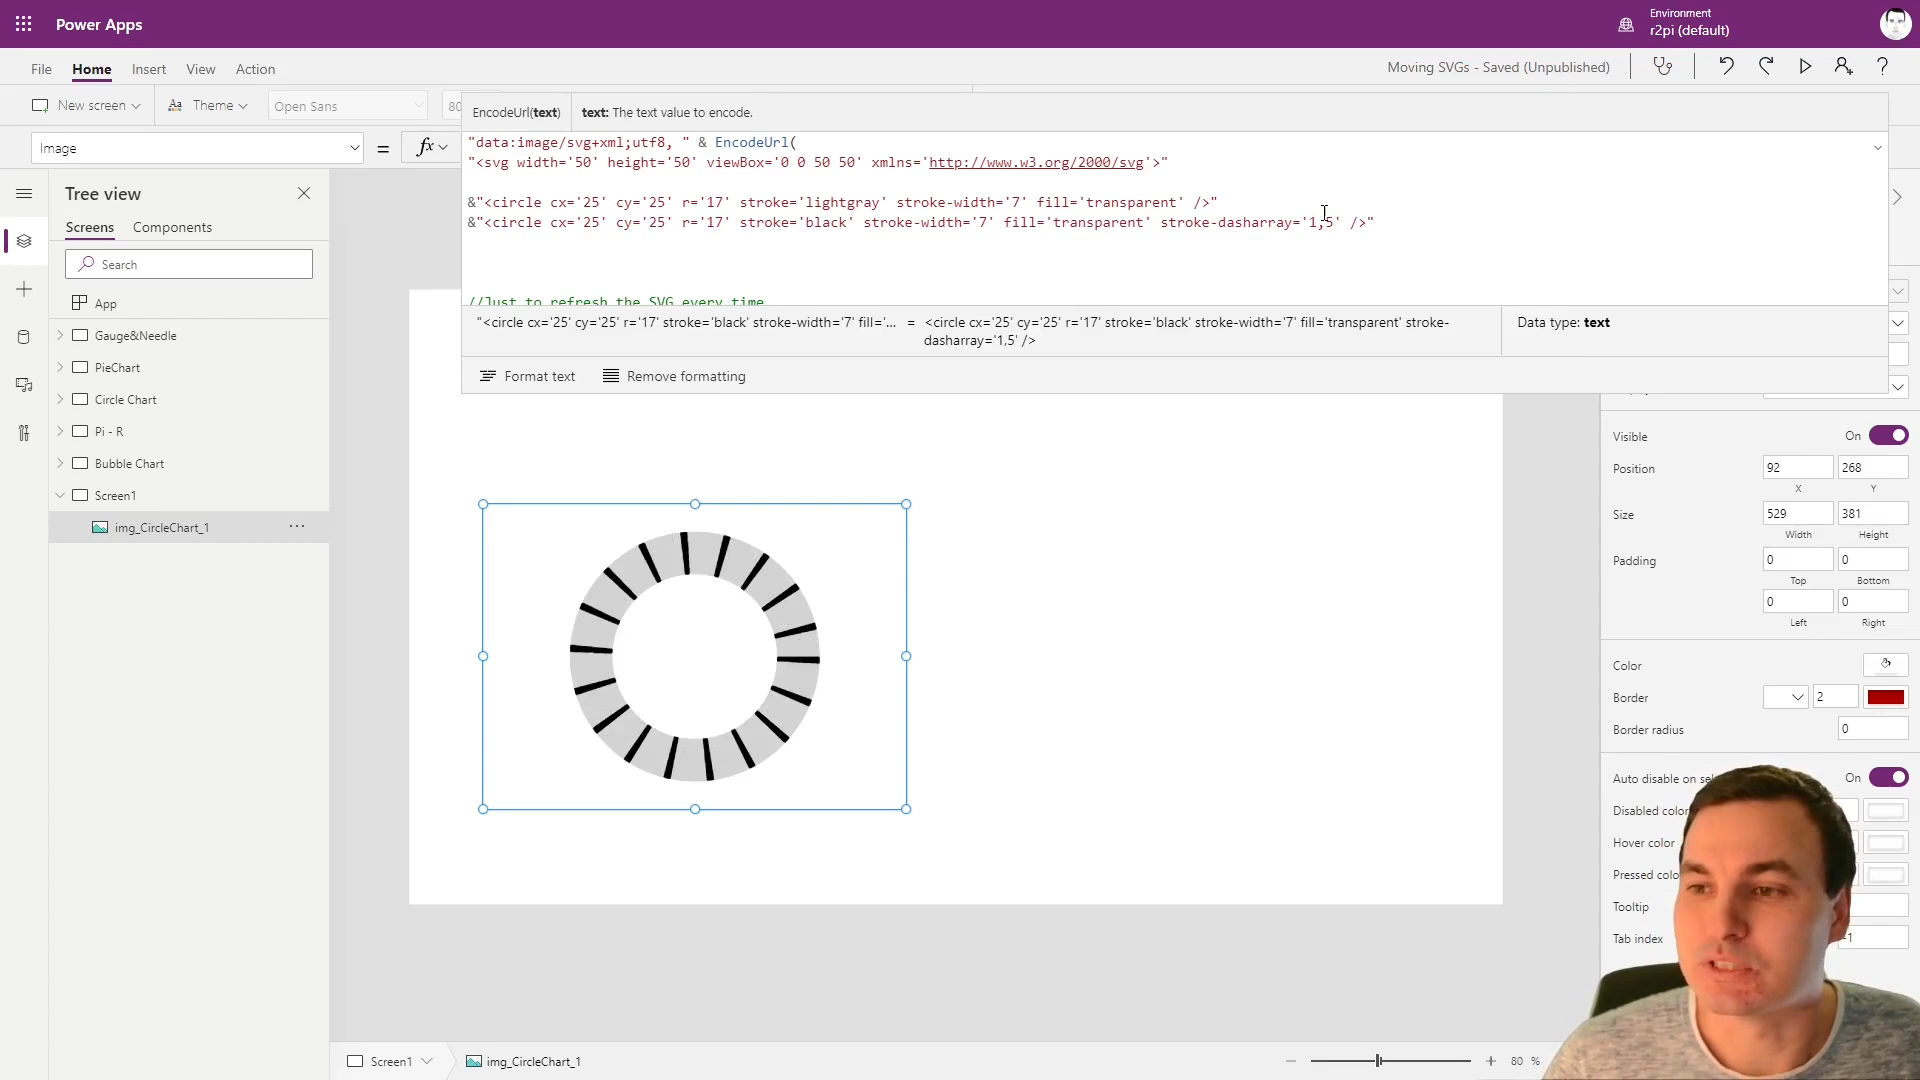 Power Apps
Environment
r2pi (default)
File
Home
Insert
View
Action
Moving SVGs - Saved (Unpublished)
?
New screen
Theme
Open Sans
80
EncodeUrl(text)
text: The text value to encode.
Image
=
fx
"data:image/svg+xml;utf8, " & EncodeUrl(
"<svg width='50' height='50' viewBox='0 0 50 50' xmlns='http://www.w3.org/2000/svg'>"
&"<circle cx='25' cy='25' r='17' stroke='lightgray' stroke-width='7' fill='transparent' />"
&"<circle cx='25' cy='25' r='17' stroke='black' stroke-width='7' fill='transparent' stroke-dasharray='1,5' />"
//Just to refresh the SVG every time
"<circle cx='25' cy='25' r='17' stroke='black' stroke-width='7' fill='... = <circle cx='25' cy='25' r='17' stroke='black' stroke-width='7' fill='transparent' stroke-
dasharray='1,5' />
Data type: text
Format text
Remove formatting
Tree view
Screens
Components
Search
App
Gauge&Needle
PieChart
Circle Chart
Pi - R
Bubble Chart
Screen1
img_CircleChart_1
Visible
On
Position
92
268
X
Y
Size
529
381
Width
Height
Padding
0
0
Top
Bottom
0
0
Left
Right
Color
Border
2
Border radius
0
Auto disable on
On
Disabled color
Hover color
Pressed colo
Tooltip
Tab index
-1
Screen1
img_CircleChart_1
80 %